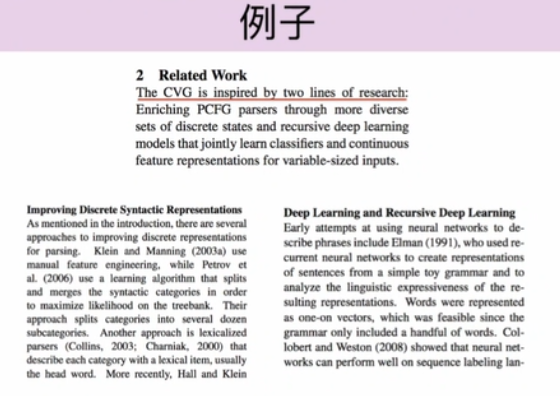 例子
2 Related Work
The CVG is inspired by two lines of research:
Enriching PCFG parsers through more diverse
sets of discrete states and recursive deep learning
models that jointly learn classifiers and continuous
feature representations for variable-sized inputs.
Improving Discrete Syntactic Representations
As mentioned in the introduction, there are several
approaches to improving discrete representations
for parsing. Klein and Manning (2003a) use
manual feature engineering, while Petrov et
al. (2006) use a learning algorithm that splits
and merges the syntactic categories in order
to maximize likelihood on the treebank. Their
approach splits categories into several dozen
subcategories. Another approach is lexicalized
parsers (Collins, 2003; Charniak, 2000) that
describe each category with a lexical item, usually
the head word. More recently, Hall and Klein
Deep Learning and Recursive Deep Learning
Early attempts at using neural networks to de-
scribe phrases include Elman (1991), who used re-
current neural networks to create representations
of sentences from a simple toy grammar and to
analyze the linguistic expressiveness of the re-
sulting representations. Words were represented
as one-on vectors, which was feasible since the
grammar only included a handful of words. Col-
lobert and Weston (2008) showed that neural net-
works can perform well on sequence labeling lan-